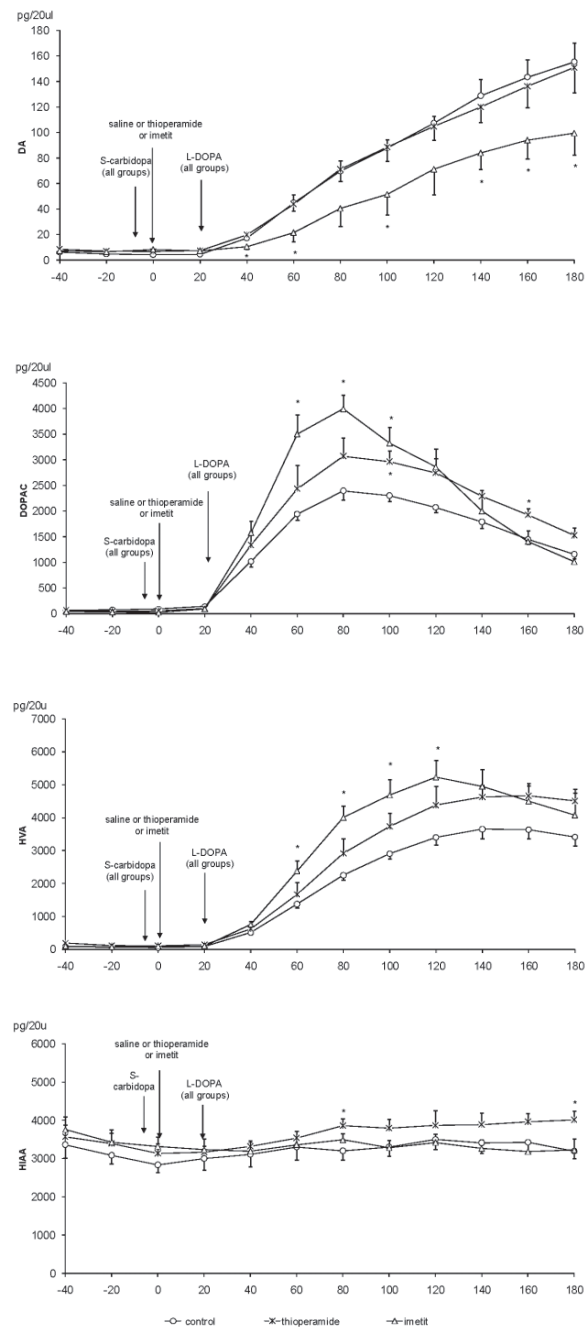 pg/20ul
180
160
140
120
100
80
60
40
20
0
DA
saline or thioperamide
or imetit
S-carbidopa
(all groups)
L-DOPA
(all groups)
*
*
*
*
*
*
-40
-20
0
20
40
60
80
100
120
140
160
180
pg/20ul
4500
4000
3500
3000
2500
2000
1500
1000
500
0
DOPAC
L-DOPA
(all groups)
saline or thioperamide
or imetit
S-carbidopa
(all groups)
*
*
*
*
*
-40
-20
0
20
40
60
80
100
120
140
160
180
pg/20u
7000
6000
5000
4000
3000
2000
1000
0
HVA
saline or thioperamide
or imetit
S-carbidopa
(all groups)
L-DOPA
(all groups)
*
*
*
*
-40
-20
0
20
40
60
80
100
120
140
160
180
pg/20u
6000
5000
4000
3000
2000
1000
0
HIAA
saline or thioperamide
or imetit
S-
carbidopa
L-DOPA
(all groups)
*
*
-40
-20
0
20
40
60
80
100
120
140
160
180
control
thioperamide
imetit